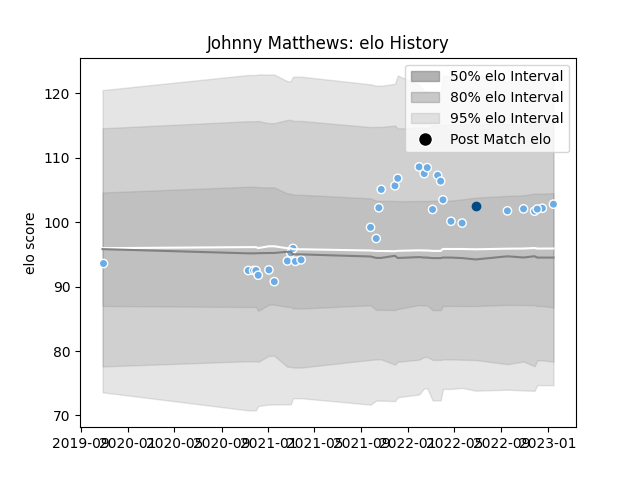 Johnny Matthews: elo History
50% elo Interval
80% elo Interval
95% elo Interval
Post Match elo
elo score
120
110
100
90
80
70
2019-09 2020-01 2020-05 2020-09 2021-01 2021-05 2021-09 2022-01 2022-05 2022-09 2023-01